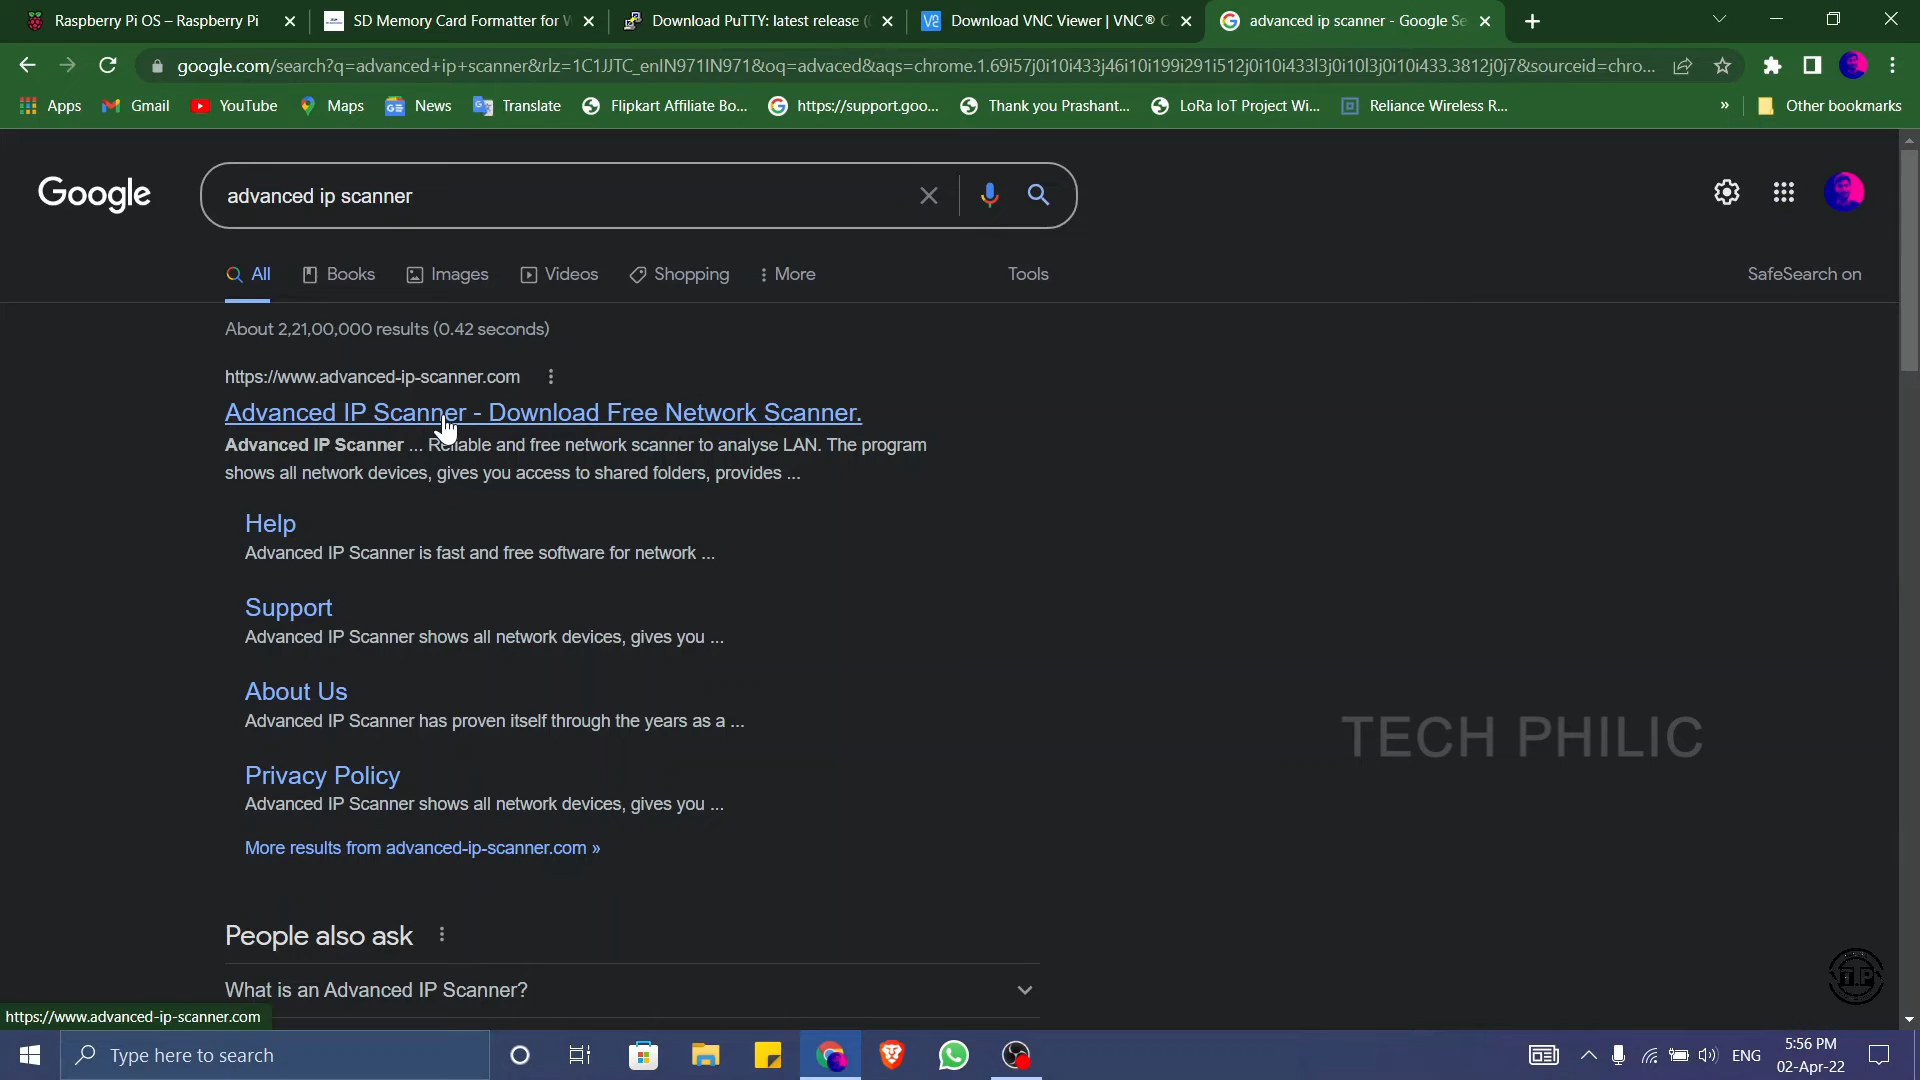 Raspberry Pi OS – Raspberry Pi
SD Memory Card Formatter for W
Download PuTTY: latest release (
Download VNC Viewer | VNC® C
advanced ip scanner - Google Se
google.com/search?q=advanced+ip+scanner&rlz=1C1JJTC_enIN971IN971&oq=advaced&aqs=chrome.1.69i57j0i10i433j46i10i199i291i512j0i10i433l3j0i10l3j0i10i433.3812j0j7&sourceid=chro...
Apps
Gmail
YouTube
Maps
News
Translate
Flipkart Affiliate Bo...
https://support.goo...
Thank you Prashant...
LoRa IoT Project Wi...
Reliance Wireless R...
»
Other bookmarks
Google
advanced ip scanner
All
Books
Images
Videos
Shopping
More
Tools
SafeSearch on
About 2,21,00,000 results (0.42 seconds)
https://www.advanced-ip-scanner.com
Advanced IP Scanner - Download Free Network Scanner.
Advanced IP Scanner ... Reliable and free network scanner to analyse LAN. The program
shows all network devices, gives you access to shared folders, provides ...
Help
Advanced IP Scanner is fast and free software for network ...
Support
Advanced IP Scanner shows all network devices, gives you ...
About Us
Advanced IP Scanner has proven itself through the years as a ...
Privacy Policy
Advanced IP Scanner shows all network devices, gives you ...
More results from advanced-ip-scanner.com »
TECH PHILIC
People also ask
What is an Advanced IP Scanner?
https://www.advanced-ip-scanner.com
Type here to search
ENG
5:56 PM
02-Apr-22